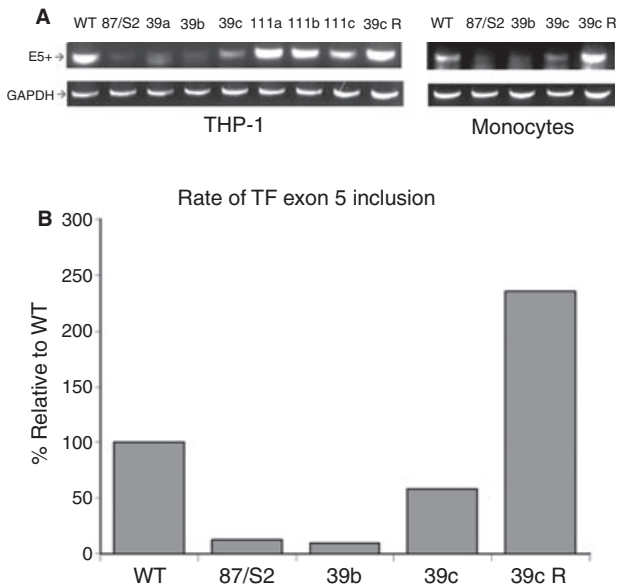 A
WT 87/S2 39a 39b 39c 111a 111b 111c 39c R
WT 87/S2 39b 39c 39c R
E5+
GAPDH
THP-1
Monocytes
Rate of TF exon 5 inclusion
B
% Relative to WT
300
250
200
150
100
50
0
WT 87/S2 39b 39c 39c R